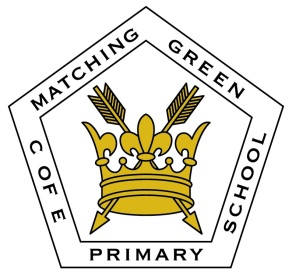 MATCHING
GREEN
C OF E
PRIMARY
SCHOOL